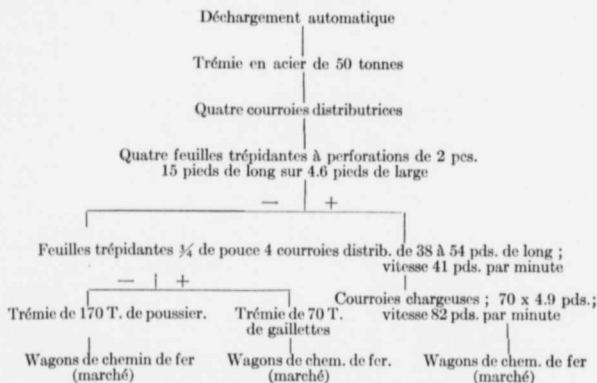 Déchargement automatique
Trémie en acier de 50 tonnes
Quatre courroies distributrices
Quatre feuilles trépidantes à perforations de 2 pcs.
15 pieds de long sur 4.6 pieds de large
— +
Feuilles trépidantes ¾ de pouce 4 courroies distrib. de 38 à 54 pds. de long ;
vitesse 41 pds. par minute
— +
Trémie de 170 T. de poussier.
Trémie de 70 T.
de gaillettes
Courroies chargeuses ; 70 x 4.9 pds.;
vitesse 82 pds. par minute
Wagons de chemin de fer
(marché)
Wagons de chem. de fer.
(marché)
Wagons de chem. de fer
(marché)